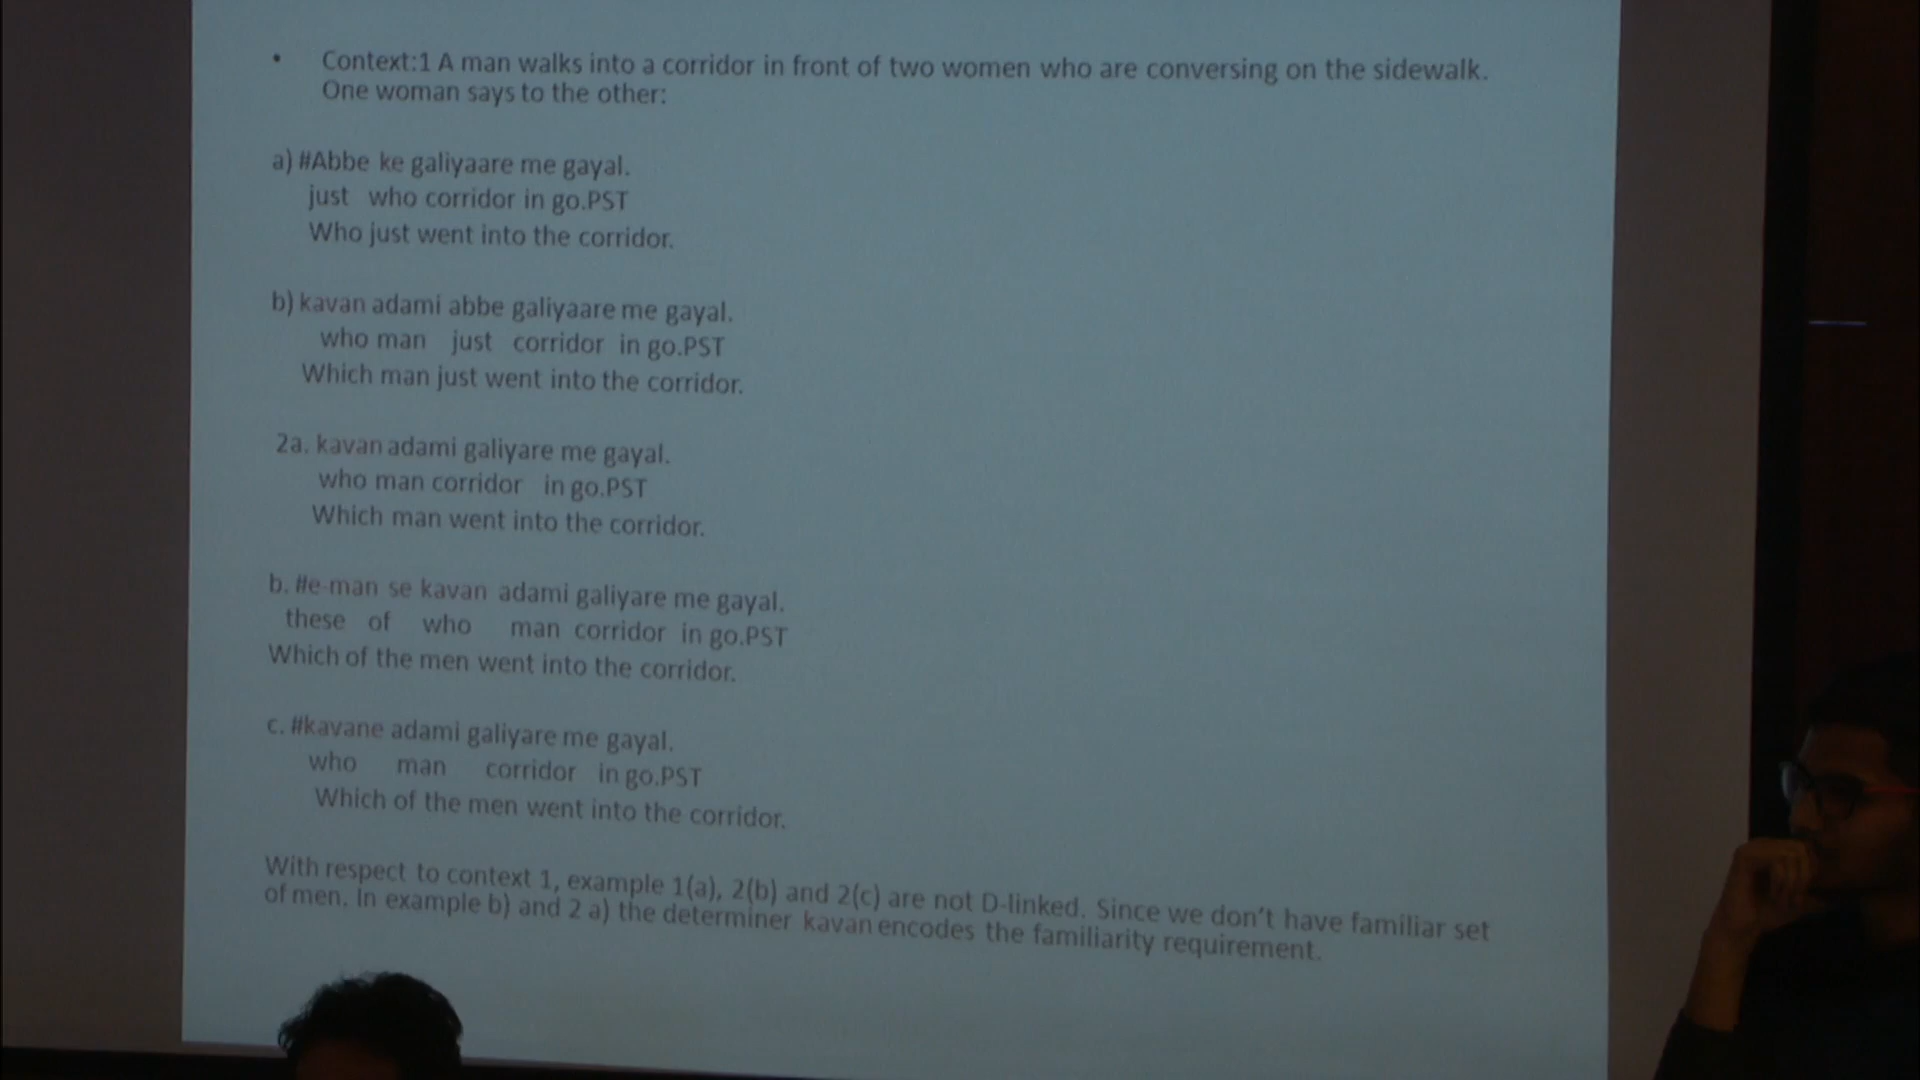 • Context:1 A man walks into a corridor in front of two women who are conversing on the sidewalk.
One woman says to the other:
a) #Abbe ke galiyaare me gayal.
just who corridor in go.PST
Who just went into the corridor.
b) kavan adami abbe galiyaare me gayal.
who man just corridor in go.PST
Which man just went into the corridor.
2a. kavan adami galiyare me gayal.
who man corridor in go.PST
Which man went into the corridor.
b. #e-man se kavan adami galiyare me gayal.
these of who man corridor in go.PST
Which of the men went into the corridor.
c. #kavane adami galiyare me gayal.
who man corridor in go.PST
Which of the men went into the corridor.
With respect to context 1, example 1(a), 2(b) and 2(c) are not D-linked. Since we don't have familiar set
of men. In example b) and 2 a) the determiner kavan encodes the familiarity requirement.